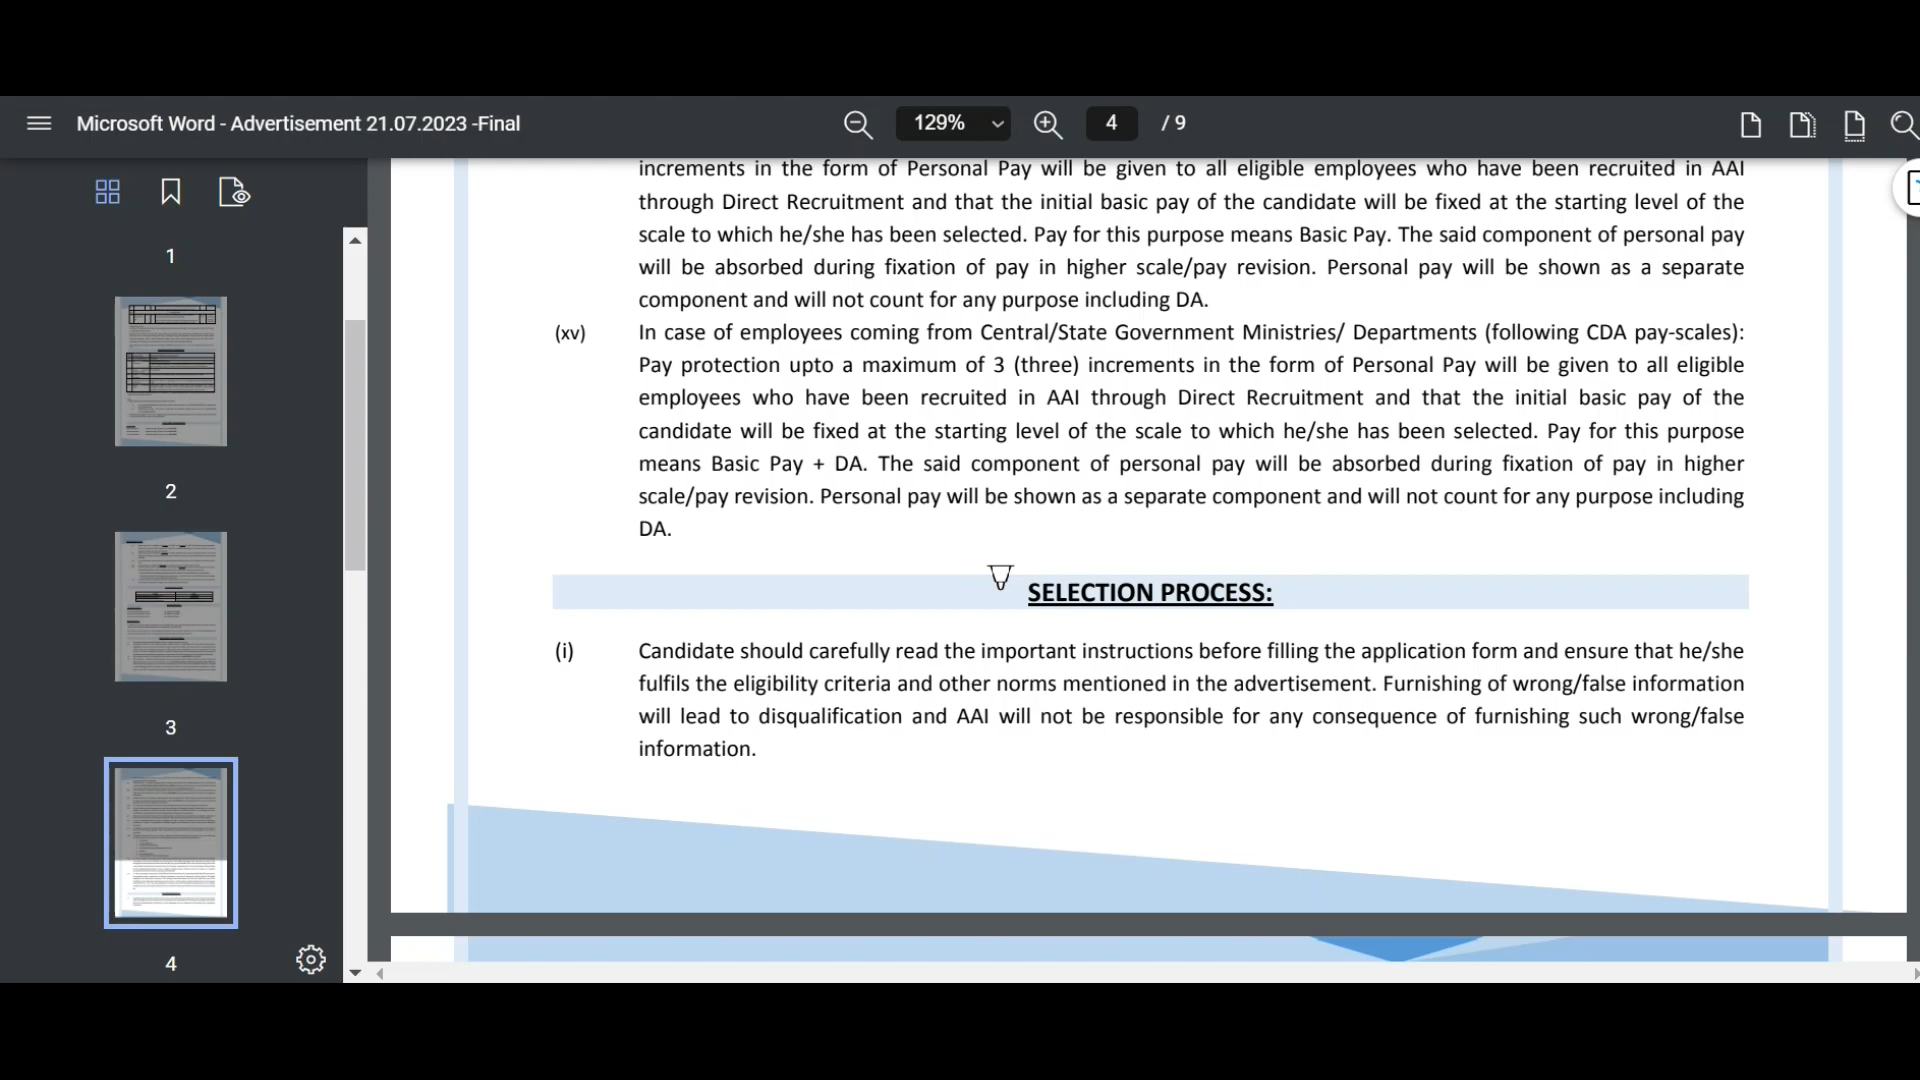 Microsoft Word - Advertisement 21.07.2023 -Final
129%
4
/ 9
1
2
3
4
increments in the form of Personal Pay will be given to all eligible employees who have been recruited in AAI
through Direct Recruitment and that the initial basic pay of the candidate will be fixed at the starting level of the
scale to which he/she has been selected. Pay for this purpose means Basic Pay. The said component of personal pay
will be absorbed during fixation of pay in higher scale/pay revision. Personal pay will be shown as a separate
component and will not count for any purpose including DA.
(xv) In case of employees coming from Central/State Government Ministries/ Departments (following CDA pay-scales):
Pay protection upto a maximum of 3 (three) increments in the form of Personal Pay will be given to all eligible
employees who have been recruited in AAI through Direct Recruitment and that the initial basic pay of the
candidate will be fixed at the starting level of the scale to which he/she has been selected. Pay for this purpose
means Basic Pay + DA. The said component of personal pay will be absorbed during fixation of pay in higher
scale/pay revision. Personal pay will be shown as a separate component and will not count for any purpose including
DA.
SELECTION PROCESS:
(i) Candidate should carefully read the important instructions before filling the application form and ensure that he/she
fulfils the eligibility criteria and other norms mentioned in the advertisement. Furnishing of wrong/false information
will lead to disqualification and AAI will not be responsible for any consequence of furnishing such wrong/false
information.